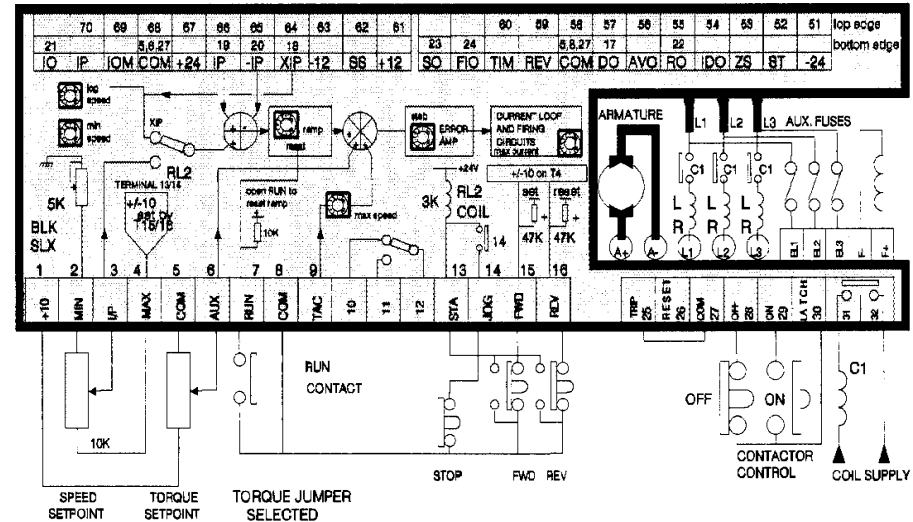 70 69 68 67 66 65 64 63 62 61
60 59 58 57 56 55 54 53 52 51 top edge
21 5,8,27 19 20 18
23 24 5,8,27 17 22 bottom edge
IO IP IOM COM +24 IP -IP XIP -12 SS +12
SO FIO TIM REV COM DO AVO RO IDO ZS ST -24
top
speed
min
speed
XIP
RL2
TERMINAL 13/14
+/-10
set by
T15/16
5K
BLK
SLX
ramp
reset
open RUN to
reset ramp
10K
max speed
stab
ERROR
AMP
CURRENT LOOP
AND FIRING
CIRCUITS
max current
+/-10 on T4
+24V
3K
RL2
COIL
14
set
reset
47K
47K
ARMATURE
L1 L2 L3
AUX. FUSES
C1 C1 C1
L L L
R R R
A+ A- L1 L2 L3 EL1 EL2 EL3 F- F+
1 2 3 4 5 6 7 8 9 13 14 15 16
+10 MIN I/P MAX COM AUX RUN COM TAC 10 11 12 STA JOG FWD REV
TRP RESET COM OFF ON LATCH
25 26 27 28 29 30 31 32
RUN
CONTACT
10K
SPEED
SETPOINT
TORQUE
SETPOINT
TORQUE JUMPER
SELECTED
STOP
FWD REV
OFF ON
C1
CONTACTOR
CONTROL
COIL SUPPLY